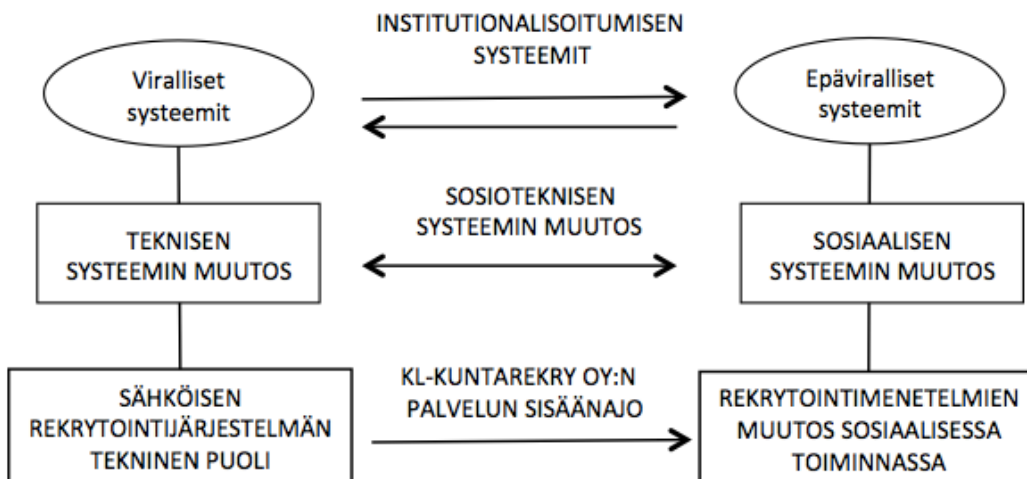 INSTITUTIONALISOITUMISEN
SYSTEEMIT
Viralliset
systeemit
Epäviralliset
systeemit
SOSIOTEKNISEN
SYSTEEMIN MUUTOS
TEKNISEN
SYSTEEMIN MUUTOS
SOSIAALISEN
SYSTEEMIN MUUTOS
KL-KUNTAREKRY OY:N
PALVELUN SISÄÄNAJO
SÄHKÖISEN
REKRYTOINTIJÄRJESTELMÄN
TEKNINEN PUOLI
REKRYTOINTIMENETELMIEN
MUUTOS SOSIAALISESSA
TOIMINNASSA